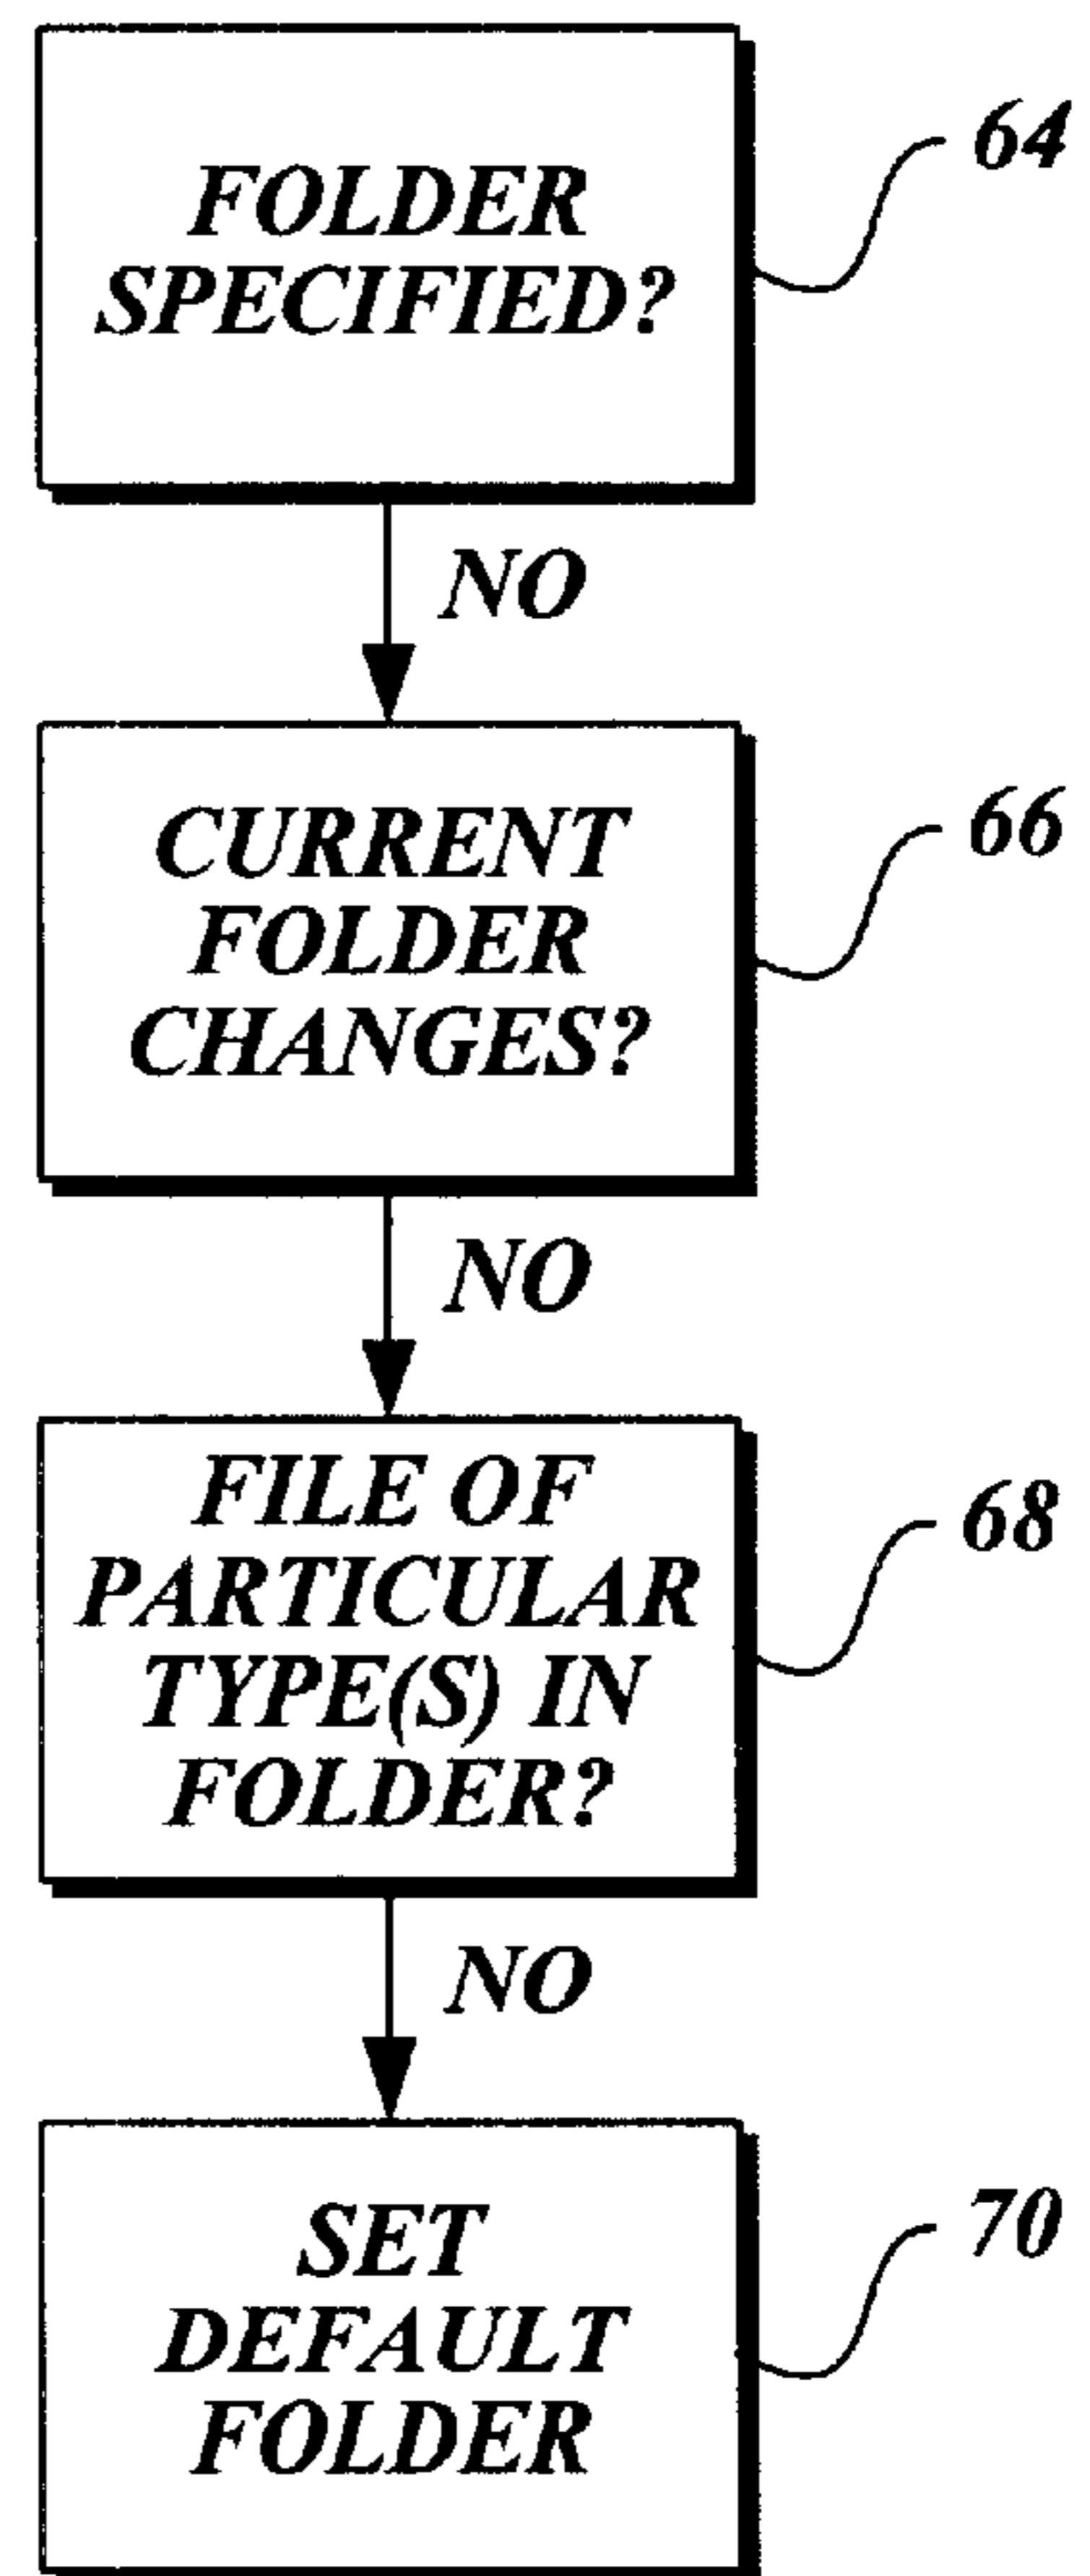 FOLDER
SPECIFIED?
64
NO
CURRENT
FOLDER
CHANGES?
66
NO
FILE OF
PARTICULAR
TYPE(S) IN
FOLDER?
68
NO
SET
DEFAULT
FOLDER
70